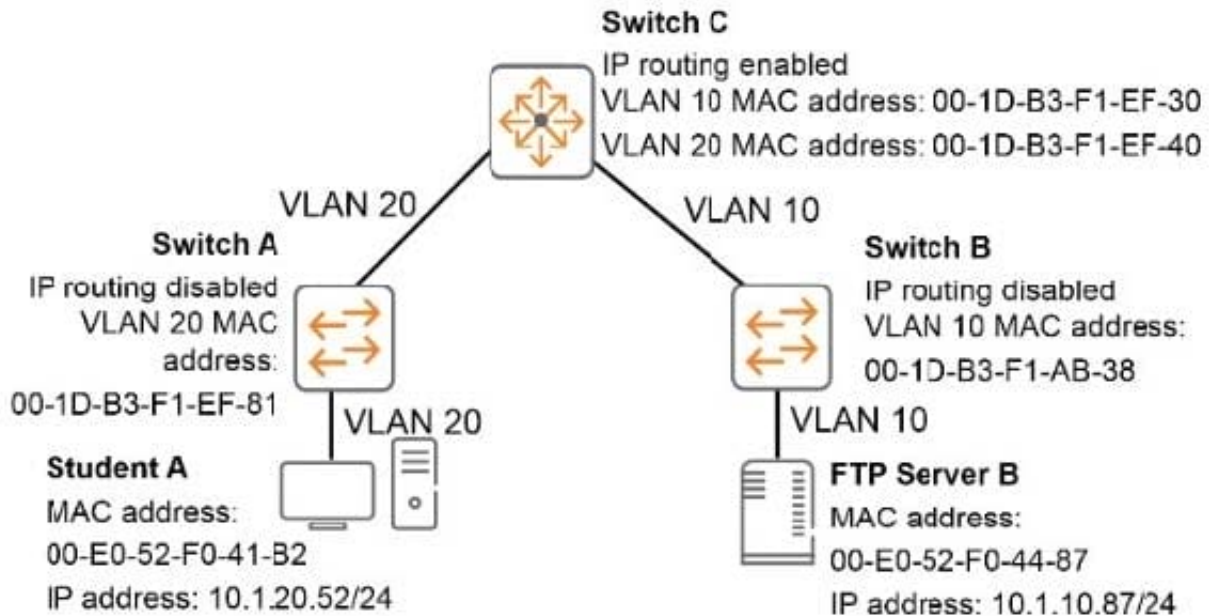 Switch C
IP routing enabled
VLAN 10 MAC address: 00-1D-B3-F1-EF-30
VLAN 20 MAC address: 00-1D-B3-F1-EF-40
VLAN 20
VLAN 10
Switch A
IP routing disabled
VLAN 20 MAC
address:
00-1D-B3-F1-EF-81
Switch B
IP routing disabled
VLAN 10 MAC address:
00-1D-B3-F1-AB-38
VLAN 20
VLAN 10
Student A
MAC address:
00-E0-52-F0-41-B2
IP address: 10.1.20.52/24
FTP Server B
MAC address:
00-E0-52-F0-44-87
IP address: 10.1.10.87/24